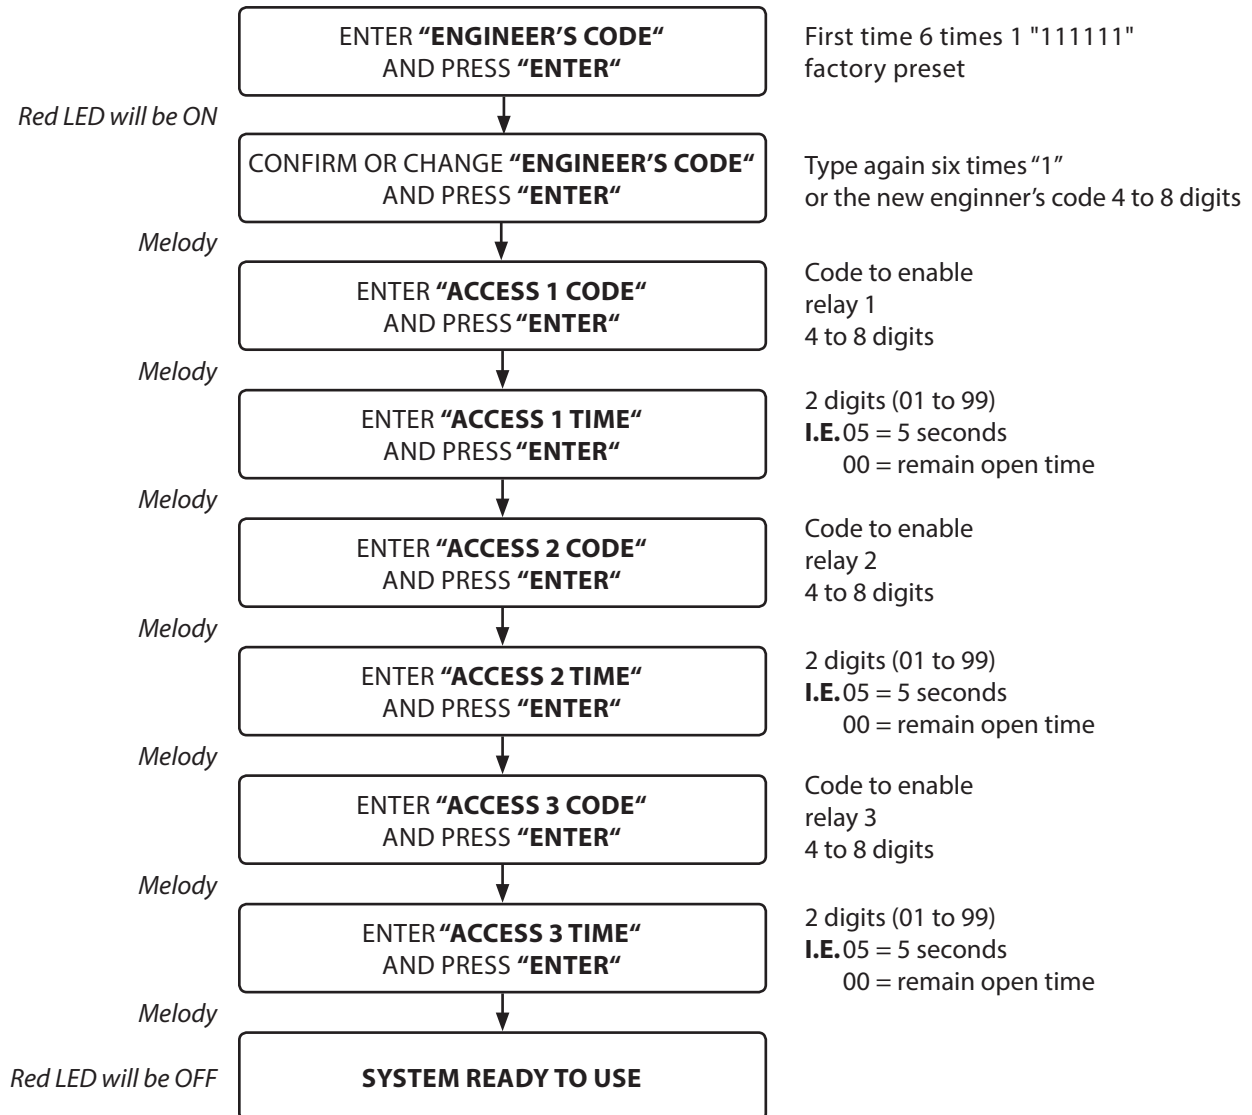 ENTER “ENGINEER’S CODE“
AND PRESS “ENTER“
First time 6 times 1 "111111"
factory preset
Red LED will be ON
CONFIRM OR CHANGE “ENGINEER’S CODE“
AND PRESS “ENTER“
Type again six times “1”
or the new enginner’s code 4 to 8 digits
Melody
ENTER “ACCESS 1 CODE“
AND PRESS “ENTER“
Code to enable
relay 1
4 to 8 digits
Melody
ENTER “ACCESS 1 TIME“
AND PRESS “ENTER“
2 digits (01 to 99)
I.E. 05 = 5 seconds
00 = remain open time
Melody
ENTER “ACCESS 2 CODE“
AND PRESS “ENTER“
Code to enable
relay 2
4 to 8 digits
Melody
ENTER “ACCESS 2 TIME“
AND PRESS “ENTER“
2 digits (01 to 99)
I.E. 05 = 5 seconds
00 = remain open time
Melody
ENTER “ACCESS 3 CODE“
AND PRESS “ENTER“
Code to enable
relay 3
4 to 8 digits
Melody
ENTER “ACCESS 3 TIME“
AND PRESS “ENTER“
2 digits (01 to 99)
I.E. 05 = 5 seconds
00 = remain open time
Melody
Red LED will be OFF
SYSTEM READY TO USE